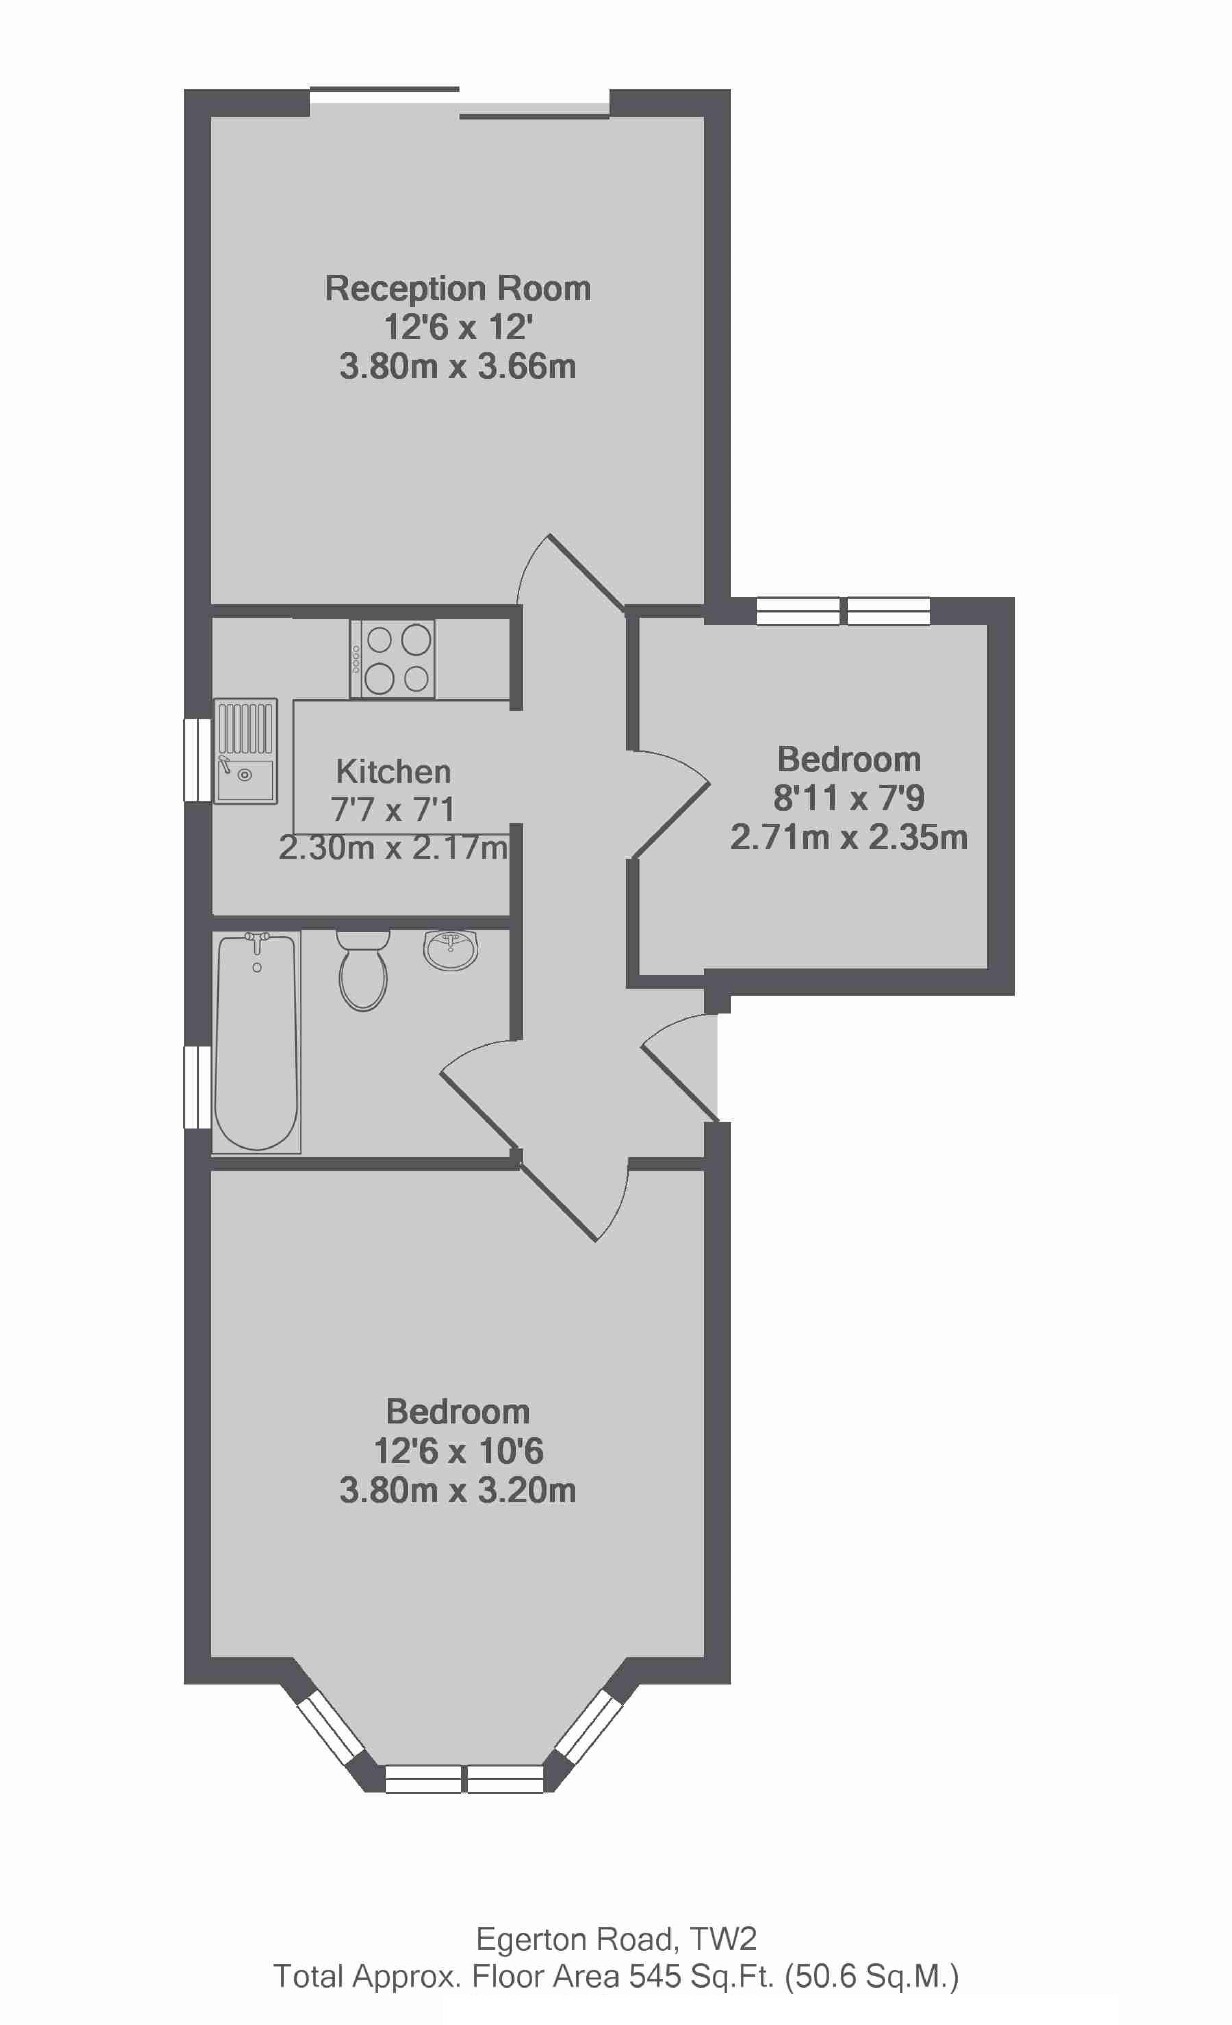 Reception Room
12'6 x 12'
3.80m x 3.66m
Kitchen
7'7 x 7'1
2.30m x 2.17m
Bedroom
8'11 x 7'9
2.71m x 2.35m
Bedroom
12'6 x 10'6
3.80m x 3.20m
Egerton Road, TW2
Total Approx. Floor Area 545 Sq.Ft. (50.6 Sq.M.)